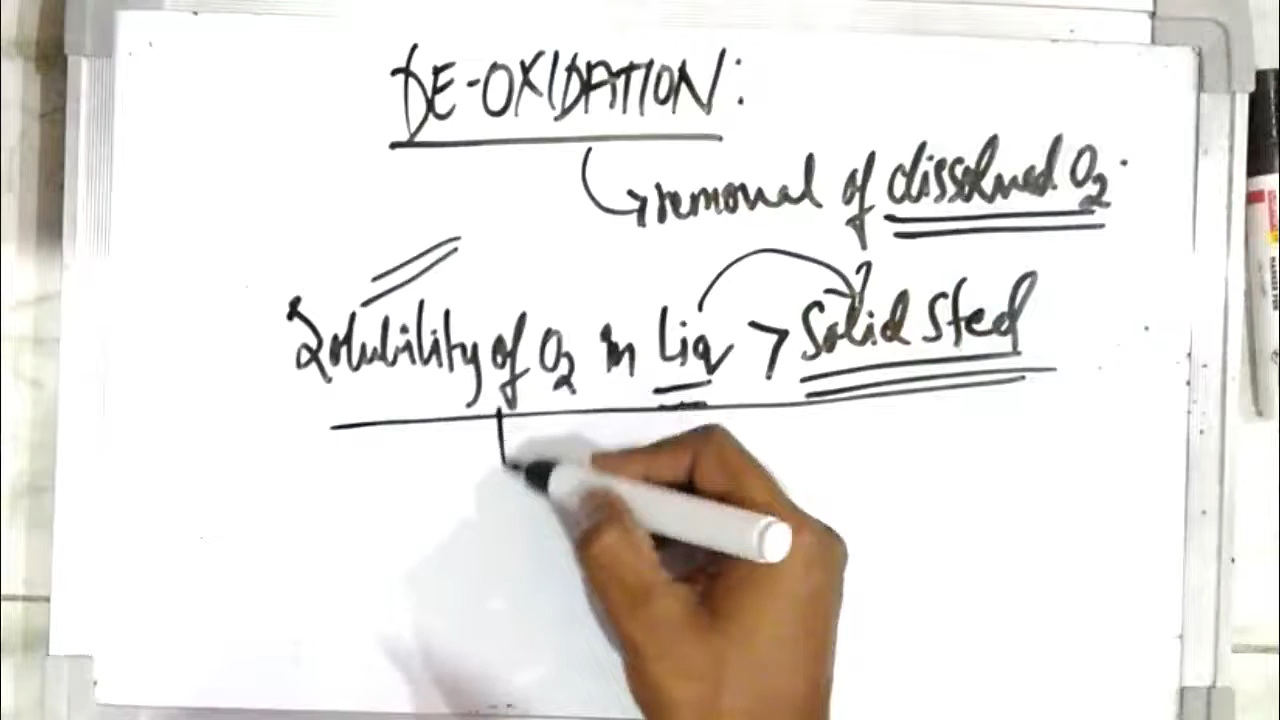 DE-OXIDATION:
removal of dissolved O2.
Solubility of O2 in Liq > Solid Steel